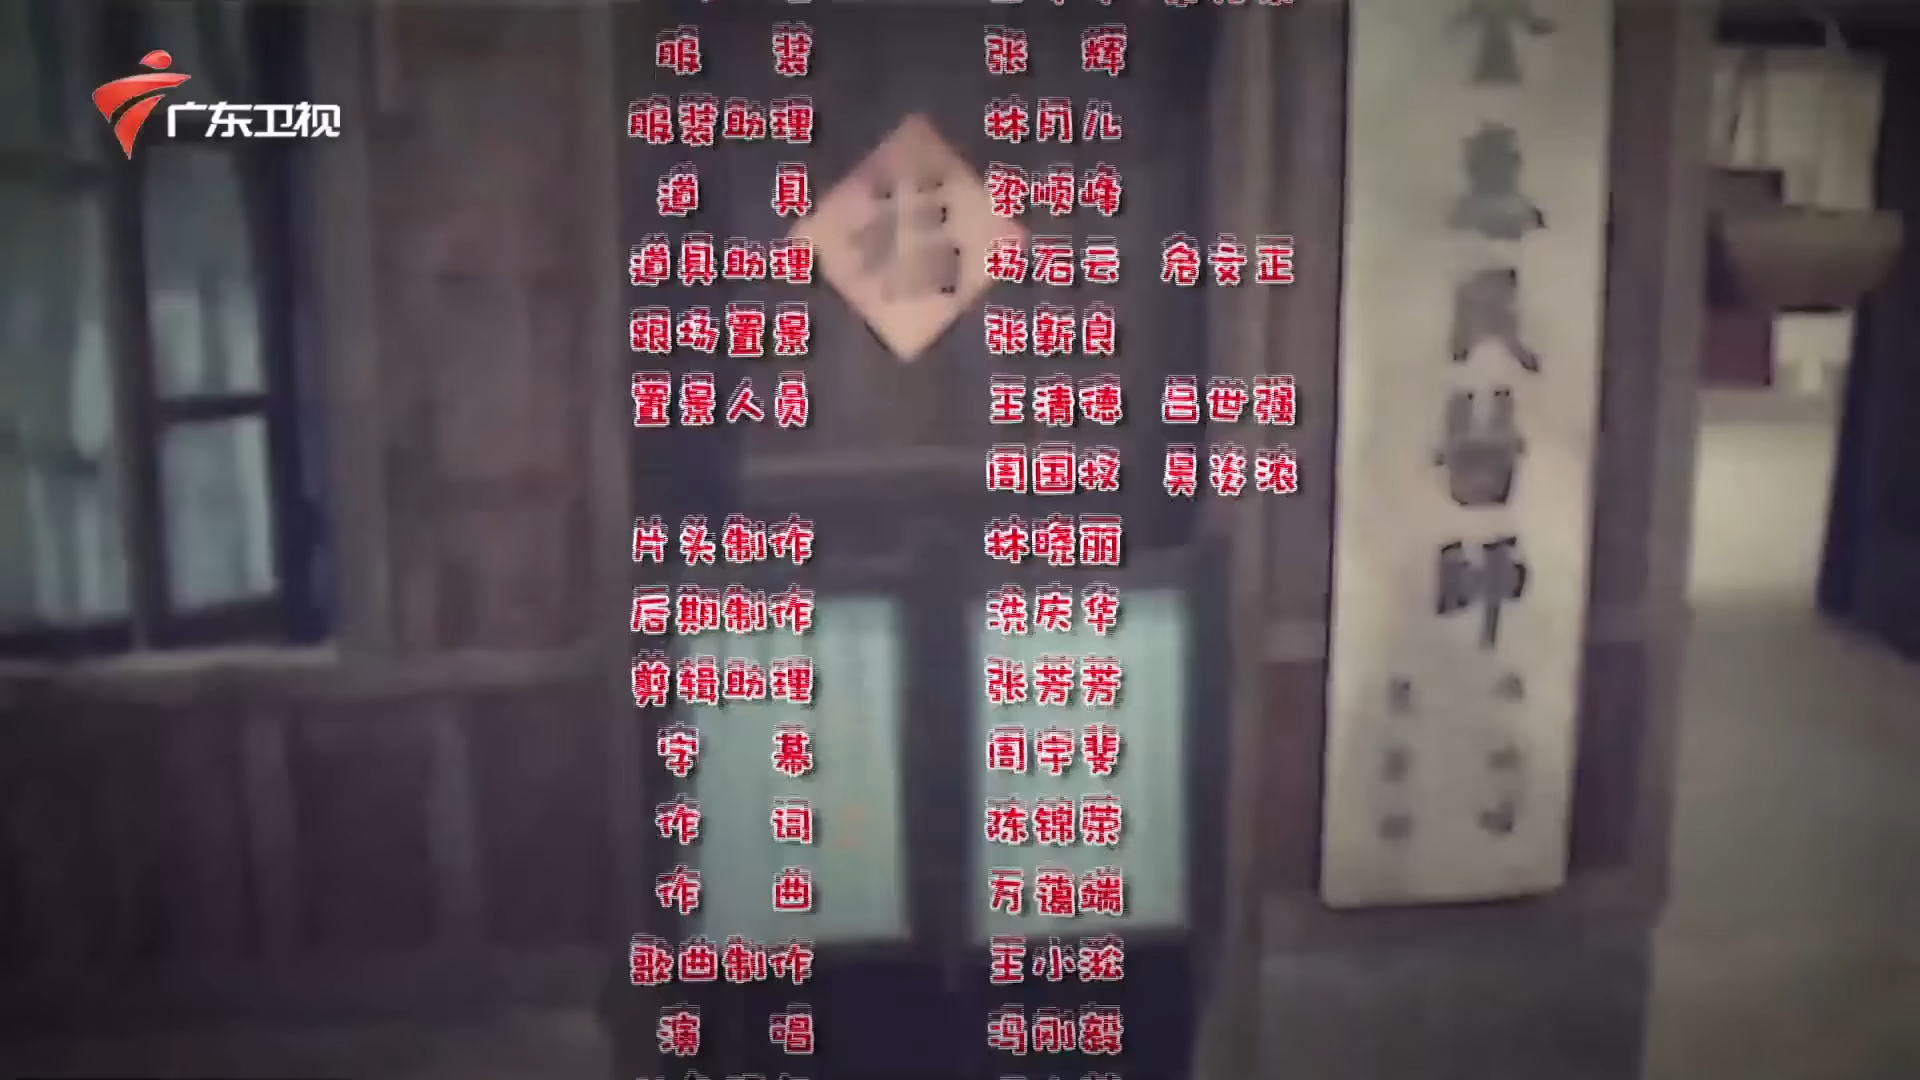 广东卫视
服装 张辉
服装助理 林月儿
道具 梁顺峰
道具助理 杨石云 危文正
跟场置景 张新良
置景人员 王清德 吕世强
周国权 吴次浓
片头制作 林晓丽
后期制作 冼庆华
剪辑助理 张芳芳
字幕 周宇斐
作词 陈锦荣
作曲 万蔼端
歌曲制作 王小淞
演唱 冯刚毅